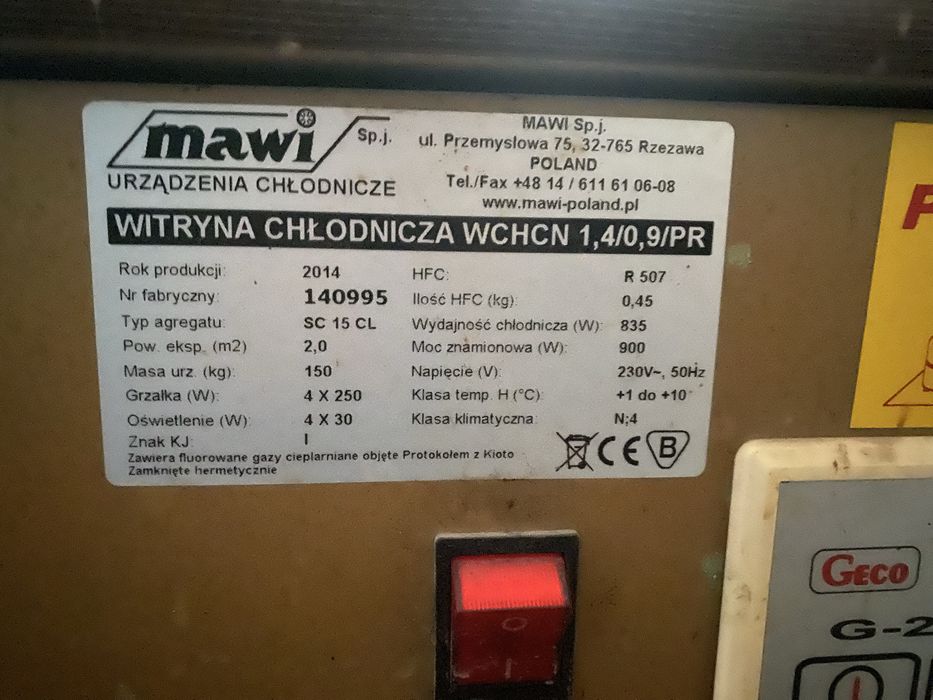 mawi Sp.j.
URZĄDZENIA CHŁODNICZE
MAWI Sp.j.
ul. Przemysłowa 75, 32-765 Rzezawa
POLAND
Tel./Fax +48 14 / 611 61 06-08
www.mawi-poland.pl
WITRYNA CHŁODNICZA WCHCN 1,4/0,9/PR
Rok produkcji: 2014
Nr fabryczny: 140995
Typ agregatu: SC 15 CL
Pow. eksp. (m2) 2,0
Masa urz. (kg): 150
Grzałka (W): 4 X 250
Oświetlenie (W): 4 X 30
Znak KJ: I
HFC: R 507
Ilość HFC (kg): 0,45
Wydajność chłodnicza (W): 835
Moc znamionowa (W): 900
Napięcie (V): 230V~, 50Hz
Klasa temp. H (°C): +1 do +10
Klasa klimatyczna: N;4
Zawiera fluorowane gazy cieplarniane objęte Protokołem z Kioto
Zamknięte hermetycznie
CE B
GECO
G-2